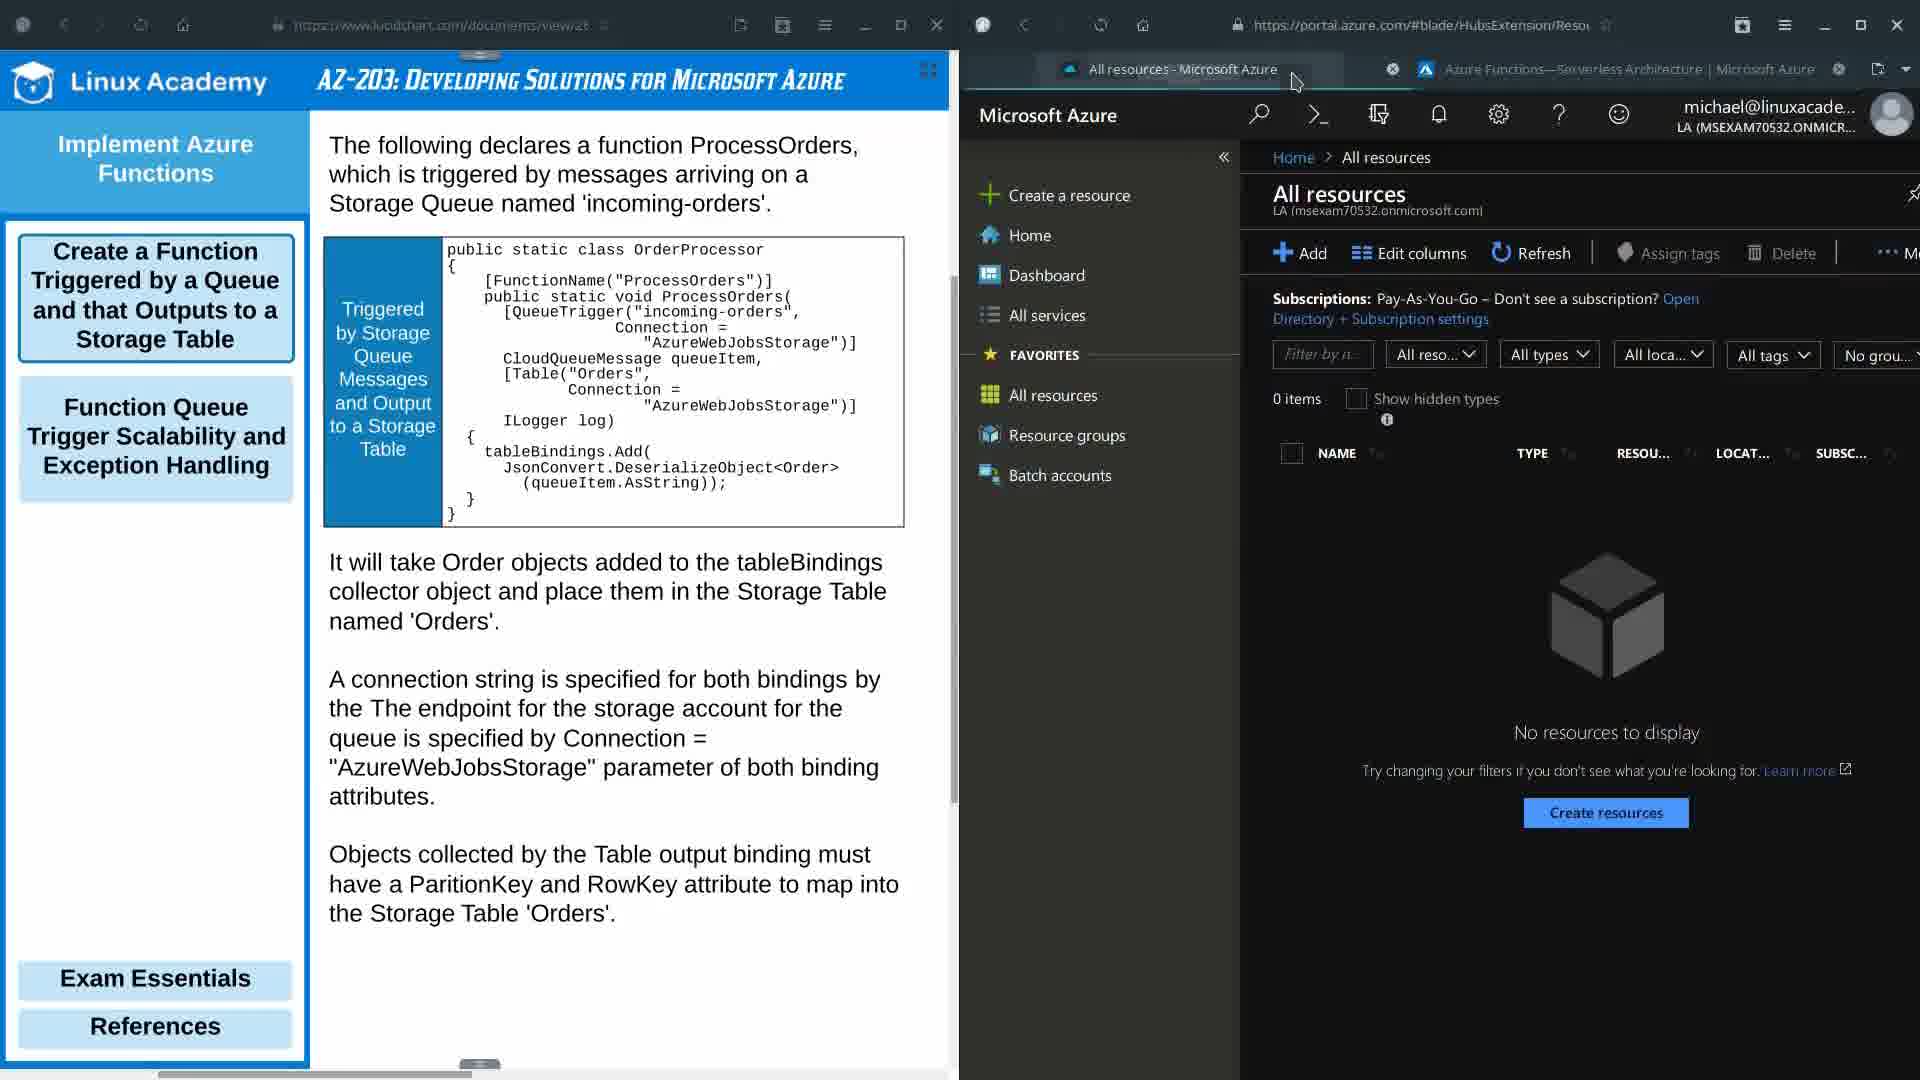 https://www.lucidchart.com/documents/view/26
https://portal.azure.com/#blade/HubsExtension/Resou
Linux Academy
AZ-203: Developing Solutions for Microsoft Azure
All resources - Microsoft Azure
Azure Functions—Serverless Architecture | Microsoft Azure
Implement Azure
Functions
Create a Function
Triggered by a Queue
and that Outputs to a
Storage Table
Function Queue
Trigger Scalability and
Exception Handling
Exam Essentials
References
The following declares a function ProcessOrders,
which is triggered by messages arriving on a
Storage Queue named 'incoming-orders'.
Triggered
by Storage
Queue
Messages
and Output
to a Storage
Table
public static class OrderProcessor
{
[FunctionName("ProcessOrders")]
public static void ProcessOrders(
[QueueTrigger("incoming-orders",
Connection =
"AzureWebJobsStorage")]
CloudQueueMessage queueItem,
[Table("Orders",
Connection =
"AzureWebJobsStorage")]
ILogger log)
{
tableBindings.Add(
JsonConvert.DeserializeObject<Order>
(queueItem.AsString));
}
}
It will take Order objects added to the tableBindings
collector object and place them in the Storage Table
named 'Orders'.
A connection string is specified for both bindings by
the The endpoint for the storage account for the
queue is specified by Connection =
"AzureWebJobsStorage" parameter of both binding
attributes.
Objects collected by the Table output binding must
have a ParitionKey and RowKey attribute to map into
the Storage Table 'Orders'.
Microsoft Azure
michael@linuxacade...
LA (MSEXAM70532.ONMICR...
Create a resource
Home
Dashboard
All services
FAVORITES
All resources
Resource groups
Batch accounts
Home > All resources
All resources
LA (msexam70532.onmicrosoft.com)
Add
Edit columns
Refresh
Assign tags
Delete
Mo
Subscriptions: Pay-As-You-Go – Don't see a subscription? Open
Directory + Subscription settings
Filter by n...
All reso...
All types
All loca...
All tags
No grou...
0 items
Show hidden types
NAME
TYPE
RESOU...
LOCAT...
SUBSC...
No resources to display
Try changing your filters if you don't see what you're looking for. Learn more
Create resources